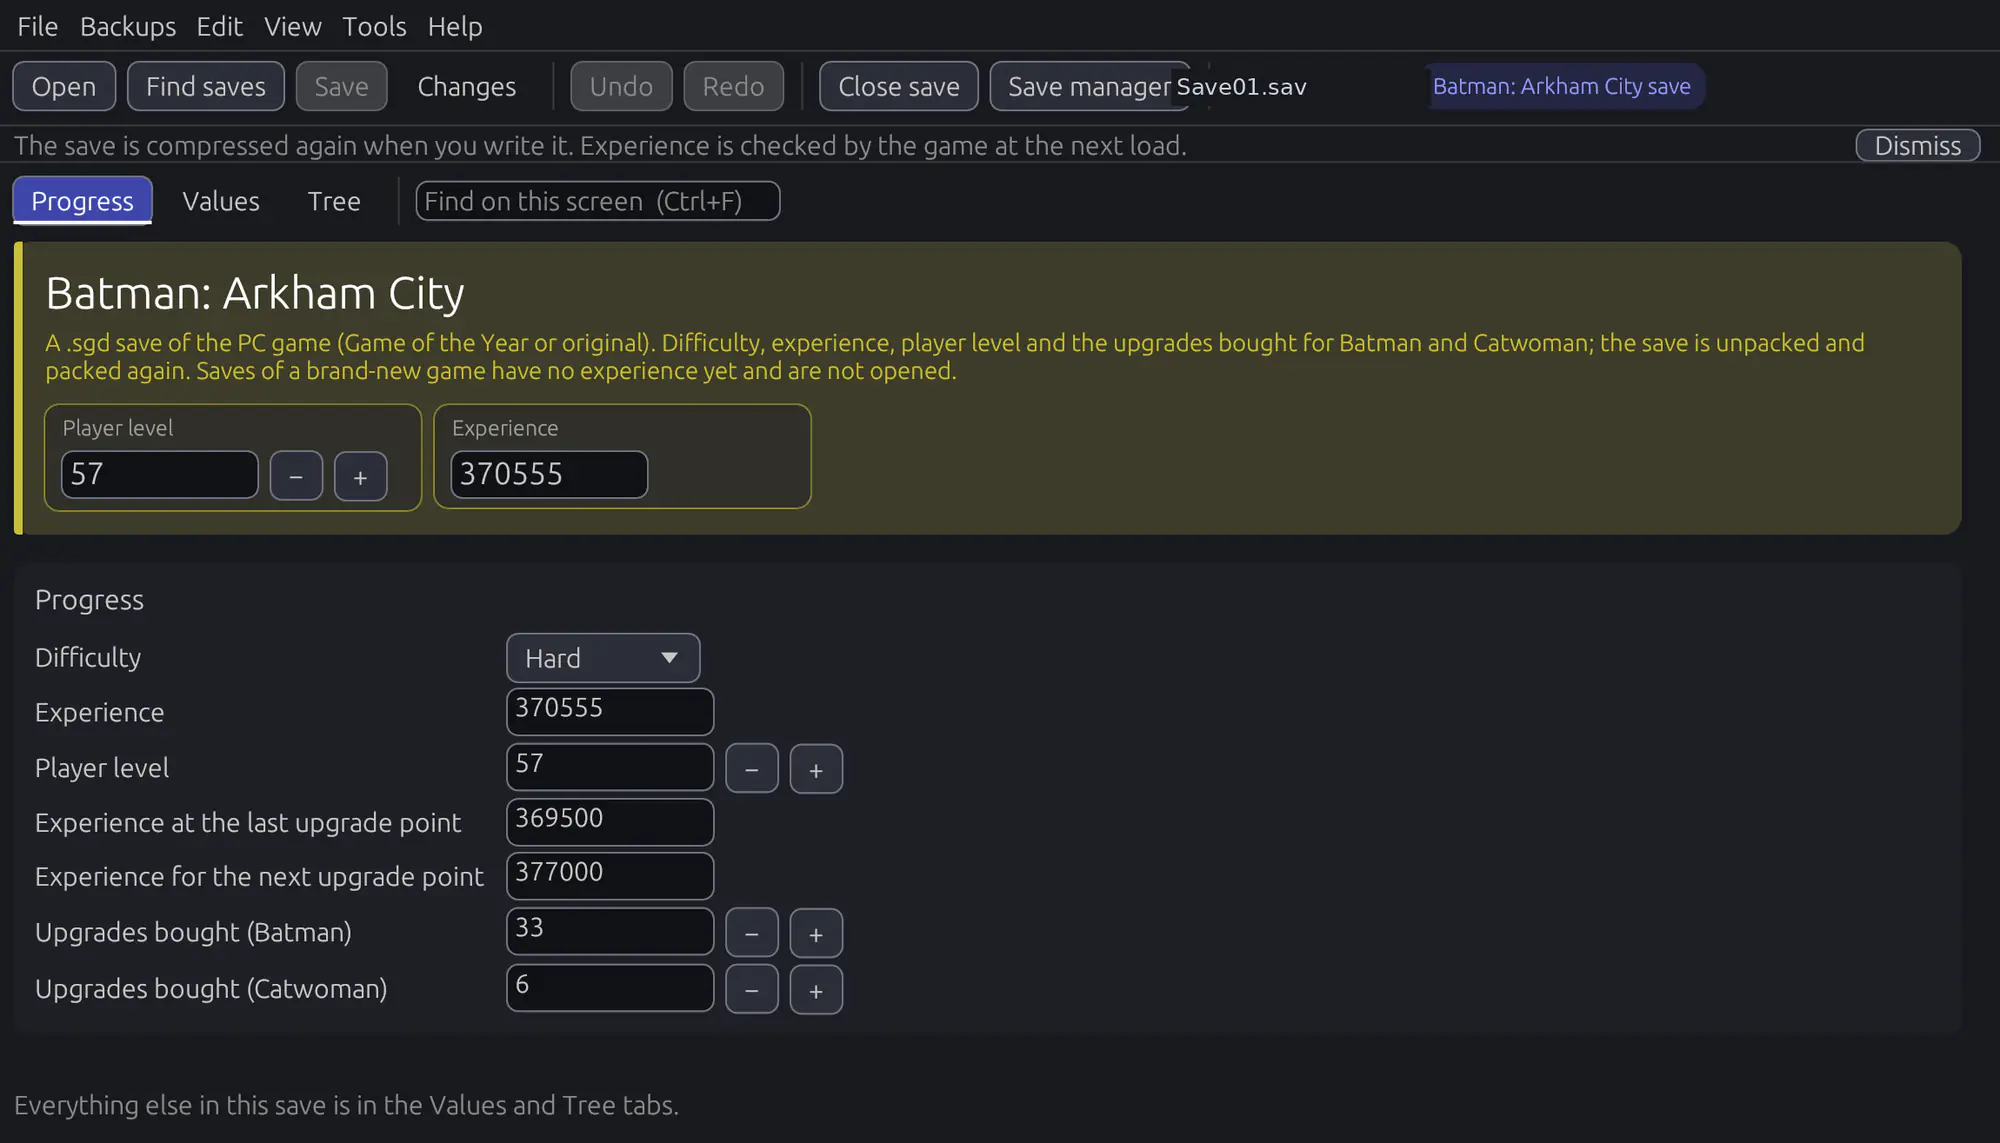 File Backups Edit View Tools Help
Open Find saves Save Changes Undo Redo Close save Save manager Save01.sav Batman: Arkham City save
The save is compressed again when you write it. Experience is checked by the game at the next load. Dismiss
Progress Values Tree Find on this screen (Ctrl+F)
Batman: Arkham City
A .sgd save of the PC game (Game of the Year or original). Difficulty, experience, player level and the upgrades bought for Batman and Catwoman; the save is unpacked and
packed again. Saves of a brand-new game have no experience yet and are not opened.
Player level Experience
57 − + 370555
Progress
Difficulty Hard
Experience 370555
Player level 57 − +
Experience at the last upgrade point 369500
Experience for the next upgrade point 377000
Upgrades bought (Batman) 33 − +
Upgrades bought (Catwoman) 6 − +
Everything else in this save is in the Values and Tree tabs.